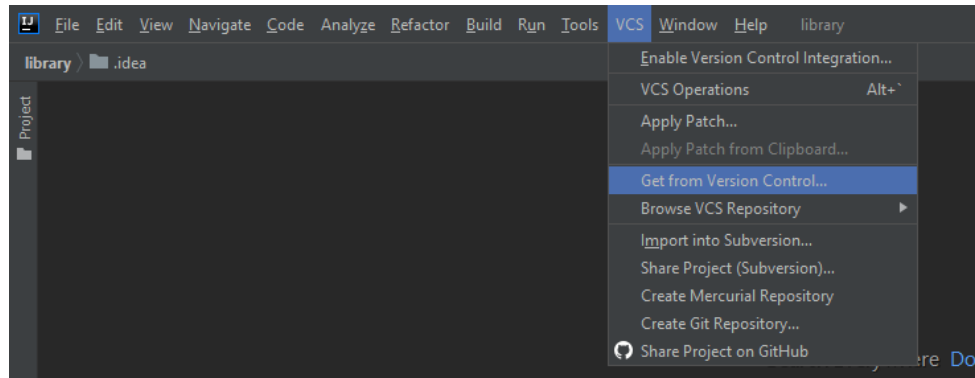 IJ File Edit View Navigate Code Analyze Refactor Build Run Tools VCS Window Help library
library .idea
Project
Enable Version Control Integration...
VCS Operations Alt+`
Apply Patch...
Apply Patch from Clipboard...
Get from Version Control...
Browse VCS Repository
Import into Subversion...
Share Project (Subversion)...
Create Mercurial Repository
Create Git Repository...
Share Project on GitHub